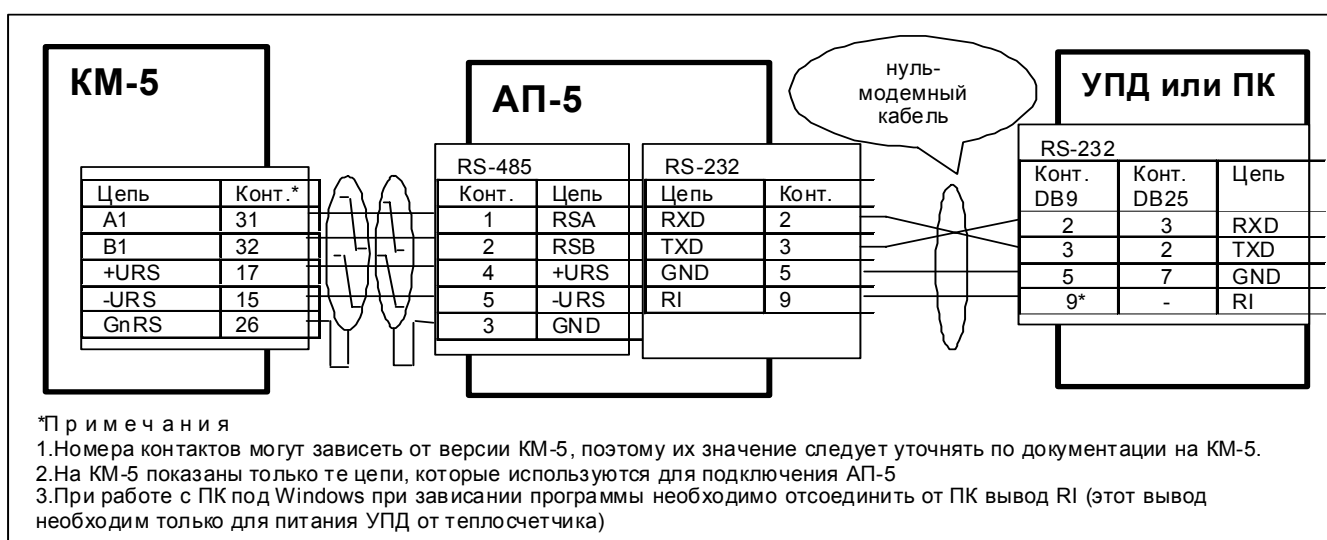 КМ-5
АП-5
нуль-
модемный
кабель
УПД или ПК
Цепь Конт.*
A1 31
B1 32
+URS 17
-URS 15
GnRS 26
RS-485
Конт. Цепь
1 RSA
2 RSB
4 +URS
5 -URS
3 GND
RS-232
Цепь Конт.
RXD 2
TXD 3
GND 5
RI 9
RS-232
Конт. DB9 Конт. DB25 Цепь
2 3 RXD
3 2 TXD
5 7 GND
9* - RI
*П р и м е ч а н и я
1.Номера контактов могут зависеть от версии КМ-5, поэтому их значение следует уточнять по документации на КМ-5.
2.На КМ-5 показаны только те цепи, которые используются для подключения АП-5
3.При работе с ПК под Windows при зависании программы необходимо отсоединить от ПК вывод RI (этот вывод
необходим только для питания УПД от теплосчетчика)